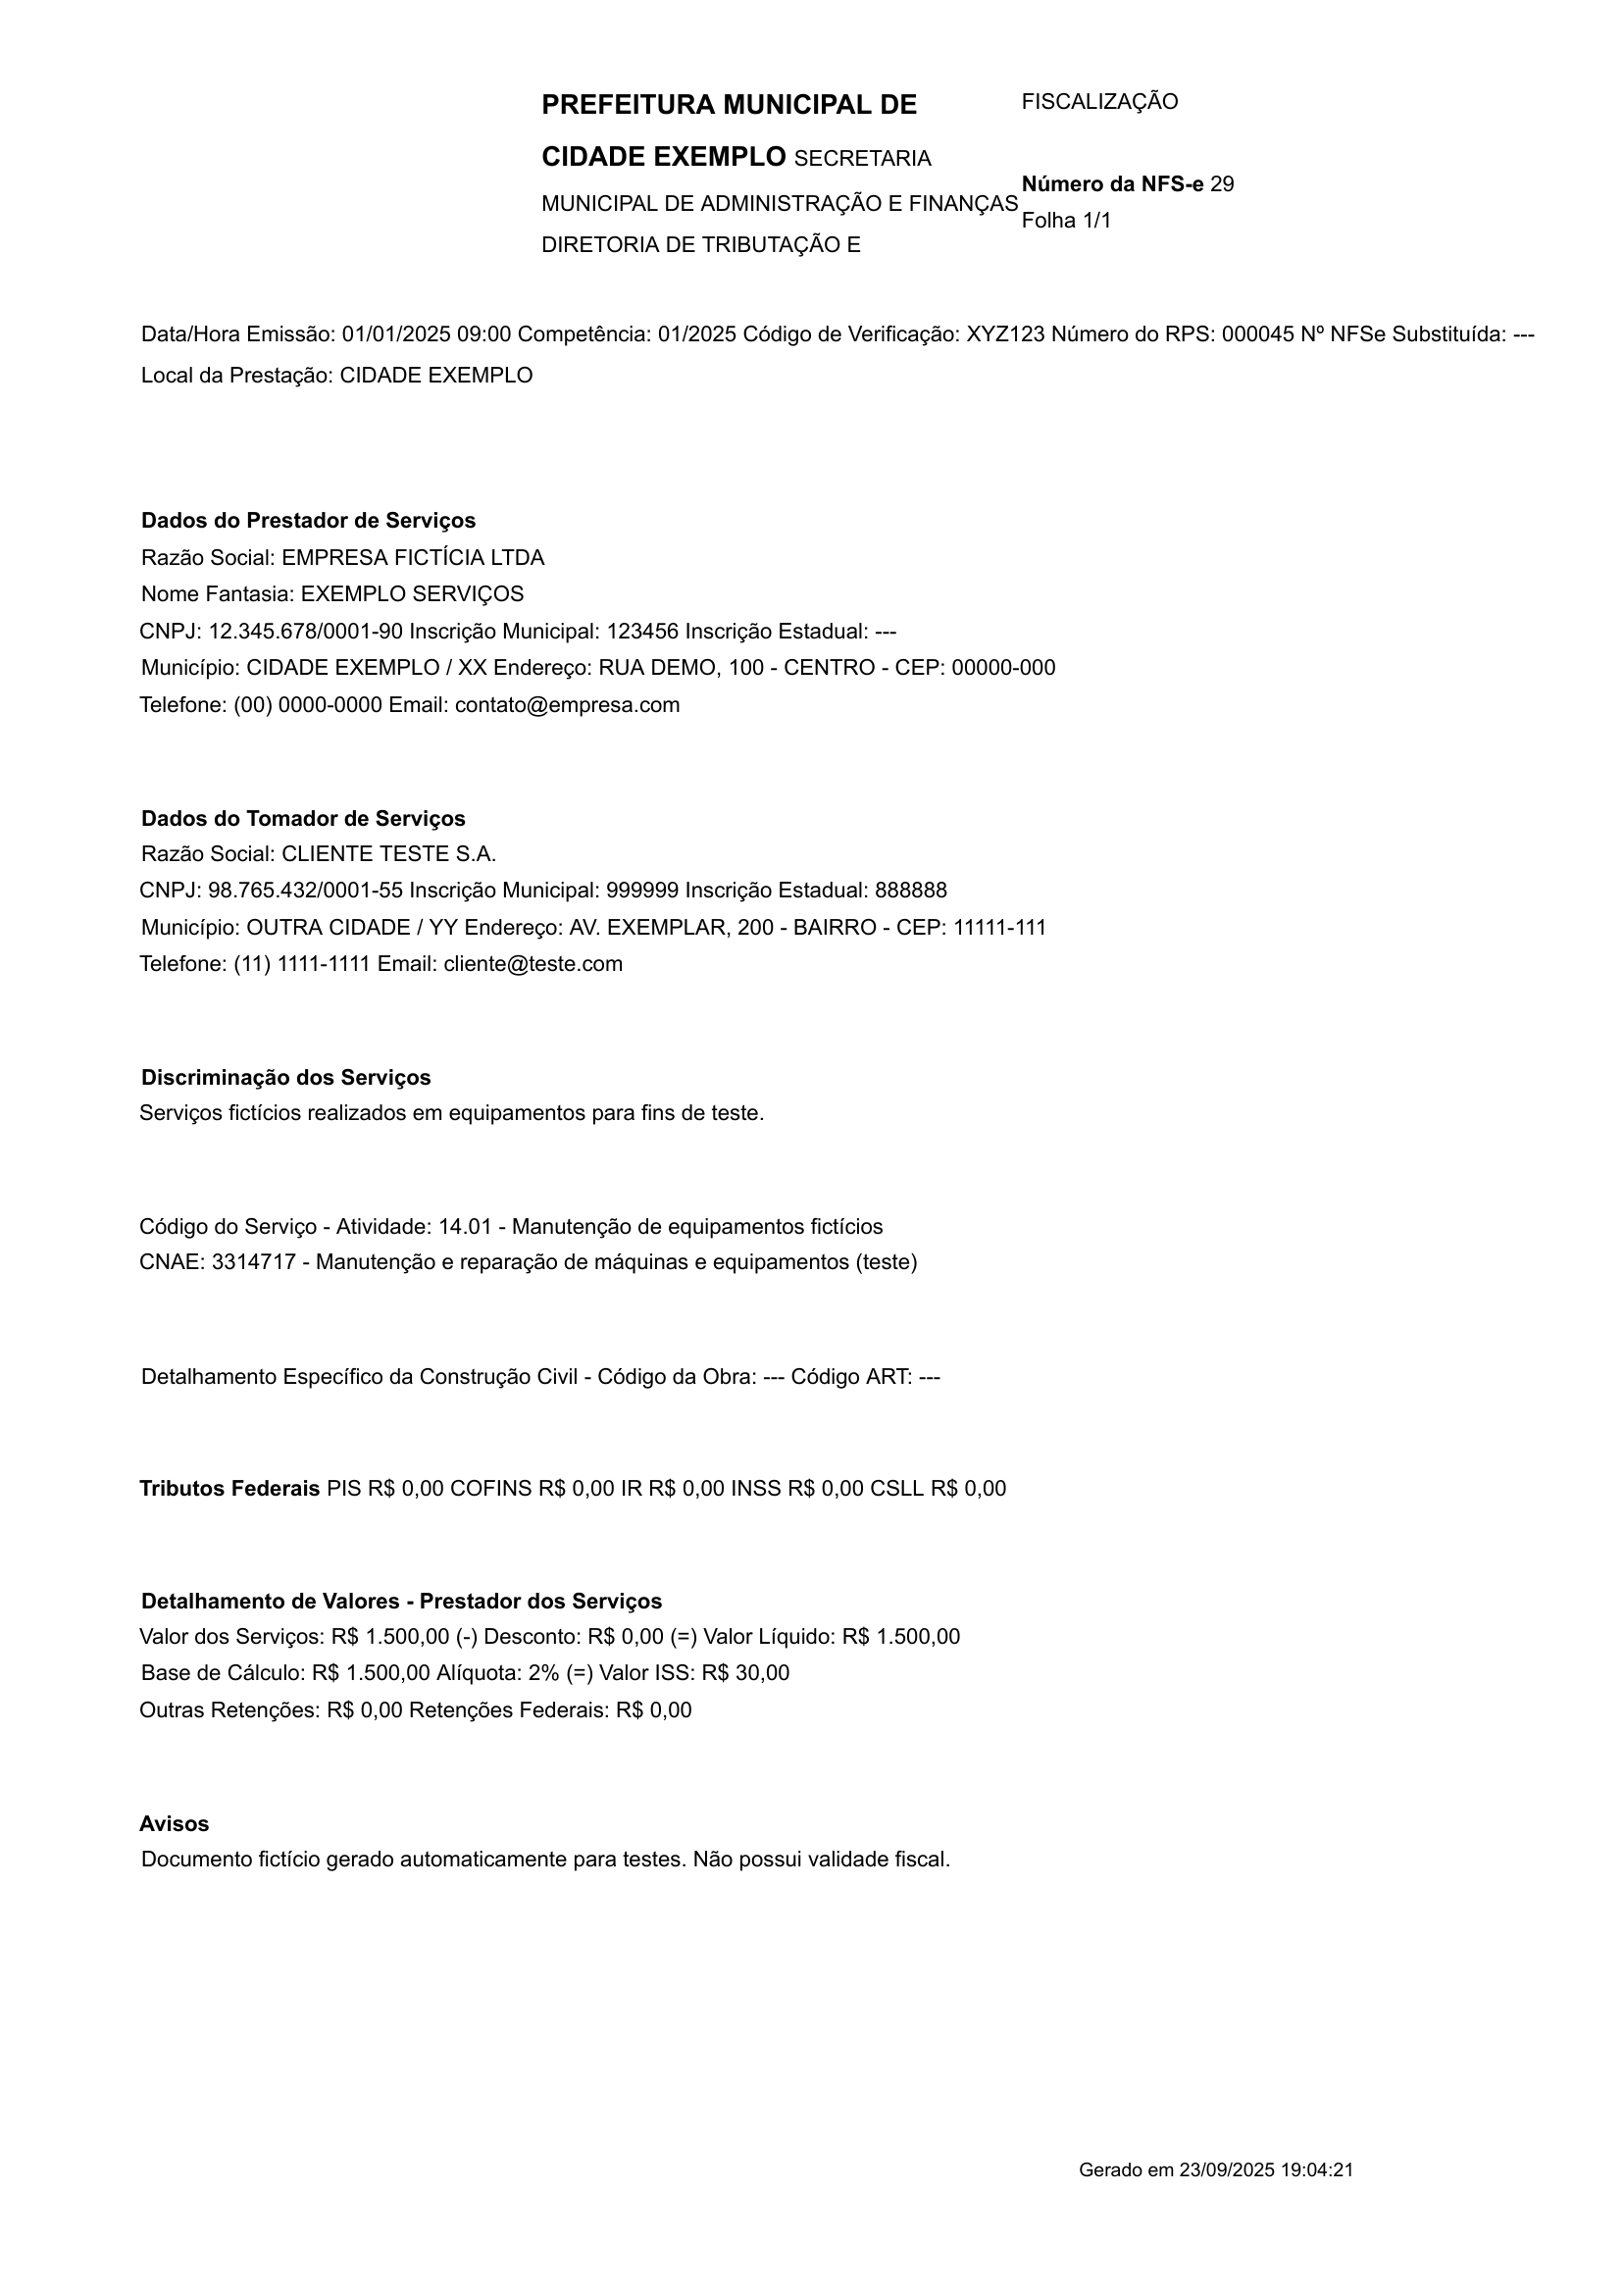 PREFEITURA MUNICIPAL DE
CIDADE EXEMPLO SECRETARIA
MUNICIPAL DE ADMINISTRAÇÃO E FINANÇAS
DIRETORIA DE TRIBUTAÇÃO E
FISCALIZAÇÃO
Número da NFS-e 29
Folha 1/1
Data/Hora Emissão: 01/01/2025 09:00 Competência: 01/2025 Código de Verificação: XYZ123 Número do RPS: 000045 Nº NFSe Substituída: ---
Local da Prestação: CIDADE EXEMPLO
Dados do Prestador de Serviços
Razão Social: EMPRESA FICTÍCIA LTDA
Nome Fantasia: EXEMPLO SERVIÇOS
CNPJ: 12.345.678/0001-90 Inscrição Municipal: 123456 Inscrição Estadual: ---
Município: CIDADE EXEMPLO / XX Endereço: RUA DEMO, 100 - CENTRO - CEP: 00000-000
Telefone: (00) 0000-0000 Email: contato@empresa.com
Dados do Tomador de Serviços
Razão Social: CLIENTE TESTE S.A.
CNPJ: 98.765.432/0001-55 Inscrição Municipal: 999999 Inscrição Estadual: 888888
Município: OUTRA CIDADE / YY Endereço: AV. EXEMPLAR, 200 - BAIRRO - CEP: 11111-111
Telefone: (11) 1111-1111 Email: cliente@teste.com
Discriminação dos Serviços
Serviços fictícios realizados em equipamentos para fins de teste.
Código do Serviço - Atividade: 14.01 - Manutenção de equipamentos fictícios
CNAE: 3314717 - Manutenção e reparação de máquinas e equipamentos (teste)
Detalhamento Específico da Construção Civil - Código da Obra: --- Código ART: ---
Tributos Federais PIS R$ 0,00 COFINS R$ 0,00 IR R$ 0,00 INSS R$ 0,00 CSLL R$ 0,00
Detalhamento de Valores - Prestador dos Serviços
Valor dos Serviços: R$ 1.500,00 (-) Desconto: R$ 0,00 (=) Valor Líquido: R$ 1.500,00
Base de Cálculo: R$ 1.500,00 Alíquota: 2% (=) Valor ISS: R$ 30,00
Outras Retenções: R$ 0,00 Retenções Federais: R$ 0,00
Avisos
Documento fictício gerado automaticamente para testes. Não possui validade fiscal.
Gerado em 23/09/2025 19:04:21